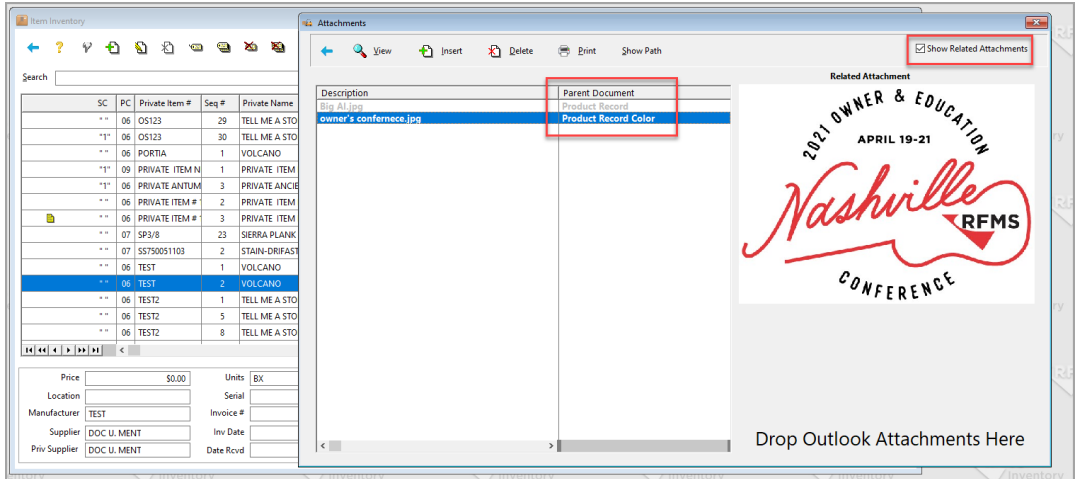 Item Inventory
Search
SC PC Private Item # Seq # Private Name
" " 06 OS123 29 TELL ME A STO
"1" 06 OS123 30 TELL ME A STO
" " 06 PORTIA 1 VOLCANO
"1" 09 PRIVATE ITEM N 1 PRIVATE ITEM
"1" 06 PRIVATE ANTUM 3 PRIVATE ANCIE
" " 06 PRIVATE ITEM # 2 PRIVATE ITEM
" " 06 PRIVATE ITEM # 3 PRIVATE ITEM
" " 07 SP3/8 23 SIERRA PLANK
" " 07 SS750051103 2 STAIN-DRIFAST
" " 06 TEST 1 VOLCANO
" " 06 TEST 2 VOLCANO
" " 06 TEST2 1 TELL ME A STO
" " 06 TEST2 5 TELL ME A STO
" " 06 TEST2 8 TELL ME A STO
Price $0.00 Units BX
Location Serial
Manufacturer TEST Invoice #
Supplier DOC U. MENT Inv Date
Priv Supplier DOC U. MENT Date Rcvd
Attachments
View Insert Delete Print Show Path
Show Related Attachments
Description Parent Document
Big Al.jpg Product Record
owner's confernece.jpg Product Record Color
Related Attachment
2021 OWNER & EDUCATION
APRIL 19-21
Nashville
RFMS
CONFERENCE
Drop Outlook Attachments Here
Inventory Inventory Inventory Inventory Inventory